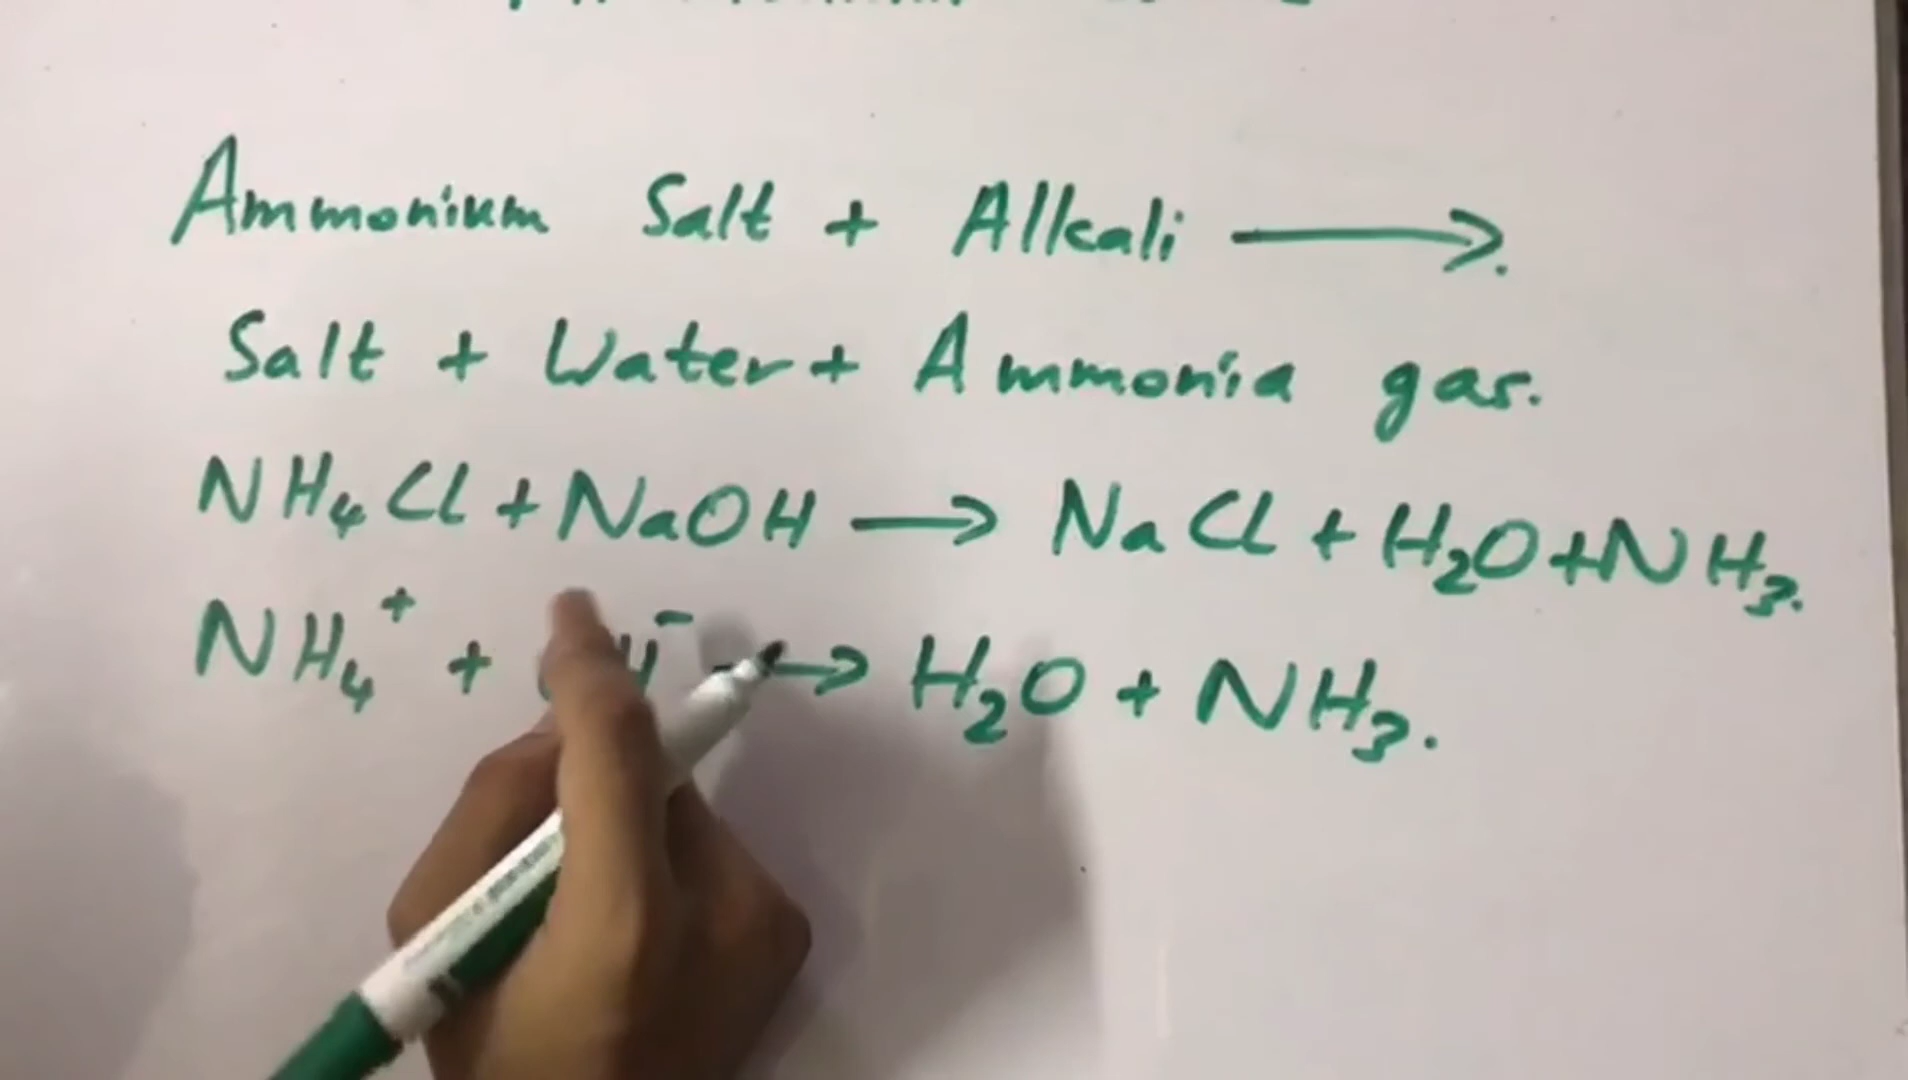 Ammonium Salt + Alkali ⟶.
Salt + Water + Ammonia gas.
NH₄Cl + NaOH ⟶ NaCl + H₂O + NH₃.
NH₄⁺ + H⁻ ⟶ H₂O + NH₃.